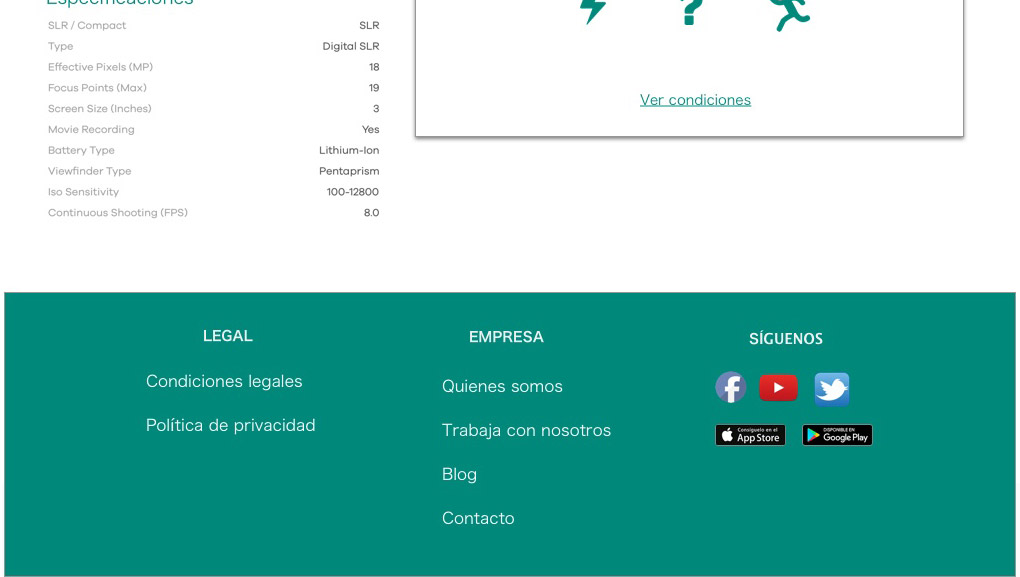 Especificaciones
SLR / Compact SLR
Type Digital SLR
Effective Pixels (MP) 18
Focus Points (Max) 19
Screen Size (Inches) 3
Movie Recording Yes
Battery Type Lithium-Ion
Viewfinder Type Pentaprism
Iso Sensitivity 100-12800
Continuous Shooting (FPS) 8.0
?
Ver condiciones
LEGAL
Condiciones legales
Política de privacidad
EMPRESA
Quienes somos
Trabaja con nosotros
Blog
Contacto
SÍGUENOS
f
Consíguelo en el
App Store
DISPONIBLE EN
Google Play